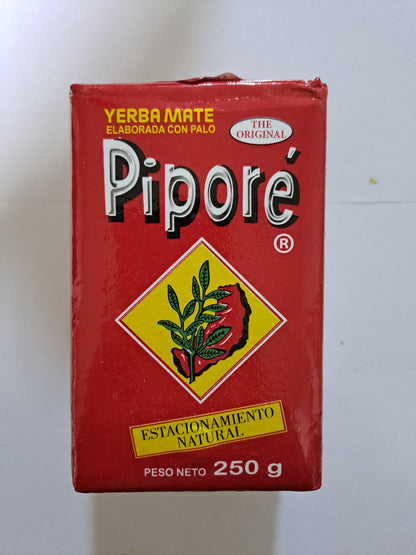 YERBA MATE
ELABORADA CON PALO
THE
ORIGINAL
Piporé
®
ESTACIONAMIENTO
NATURAL
PESO NETO 250 g